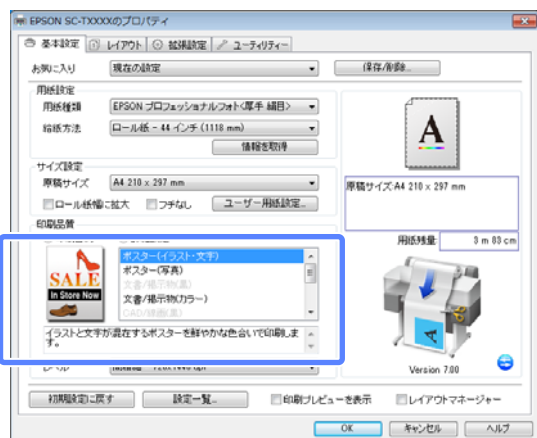 EPSON SC-TXXXXのプロパティ
基本設定 レイアウト 拡張設定 ユーティリティー
お気に入り 現在の設定 保存/削除...
用紙設定
用紙種類 EPSON プロフェッショナルフォト<厚手 絹目>
給紙方法 ロール紙 - 44 インチ (1118 mm)
情報を取得
サイズ設定
原稿サイズ A4 210 x 297 mm
ロール紙幅に拡大 フチなし ユーザー用紙設定...
A
原稿サイズ:A4 210 x 297 mm
印刷品質
用紙残量 3 m 83 cm
SALE
In Store Now
ポスター(イラスト・文字)
ポスター(写真)
文書/掲示物(黒)
文書/掲示物(カラー)
CAD/線画(黒)
イラストと文字が混在するポスターを鮮やかな色合いで印刷しま
す。
A
Version 7.00
初期設定に戻す 設定一覧... 印刷プレビューを表示 レイアウトマネージャー
OK キャンセル ヘルプ